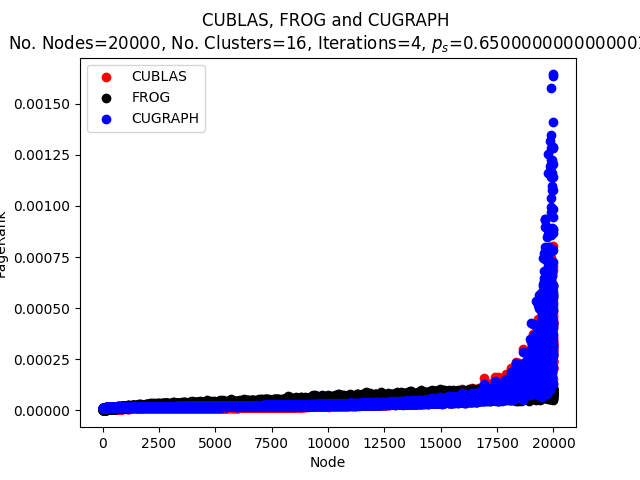 CUBLAS, FROG and CUGRAPH
No. Nodes=20000, No. Clusters=16, Iterations=4, pₛ=0.650000000000000
CUBLAS
FROG
CUGRAPH
0.00150
0.00125
0.00100
0.00075
0.00050
0.00025
0.00000
PageRank
0 2500 5000 7500 10000 12500 15000 17500 20000
Node